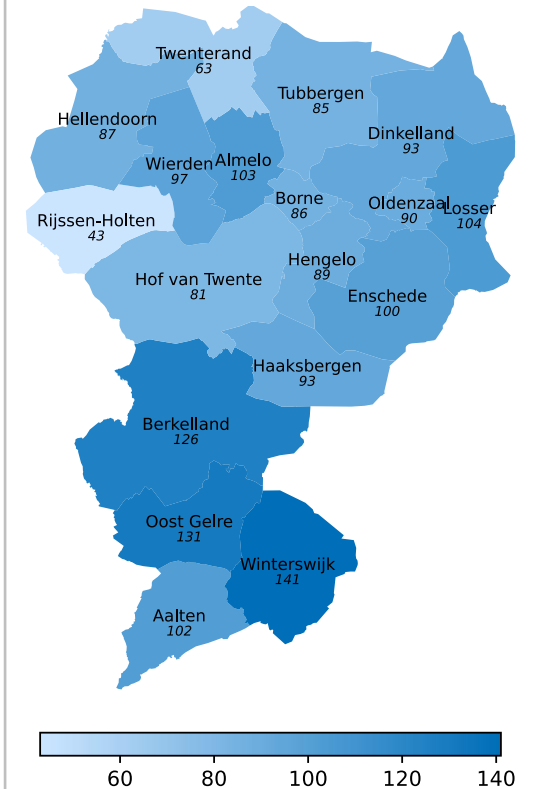 Twenterand
63
Tubbergen
85
Hellendoorn
87
Dinkelland
93
Wierden
97
Almelo
103
Borne
86
Oldenzaal
90
Losser
104
Rijssen-Holten
43
Hengelo
89
Hof van Twente
81
Enschede
100
Haaksbergen
93
Berkelland
126
Oost Gelre
131
Winterswijk
141
Aalten
102
60 80 100 120 140